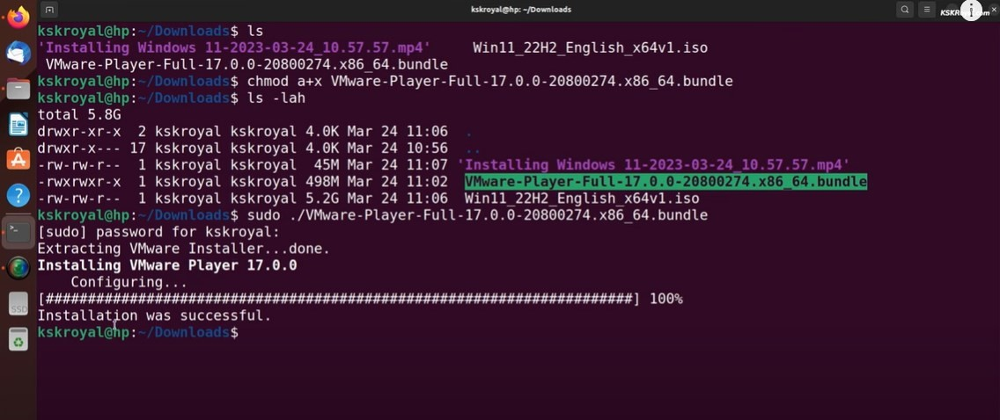 kskroyal@hp: ~/Downloads
kskroyal@hp:~/Downloads$ ls
'Installing Windows 11-2023-03-24_10.57.57.mp4'   Win11_22H2_English_x64v1.iso
VMware-Player-Full-17.0.0-20800274.x86_64.bundle
kskroyal@hp:~/Downloads$ chmod a+x VMware-Player-Full-17.0.0-20800274.x86_64.bundle
kskroyal@hp:~/Downloads$ ls -lah
total 5.8G
drwxr-xr-x  2 kskroyal kskroyal 4.0K Mar 24 11:06  .
drwxr-x--- 17 kskroyal kskroyal 4.0K Mar 24 10:56  ..
-rw-rw-r--  1 kskroyal kskroyal  45M Mar 24 11:07 'Installing Windows 11-2023-03-24_10.57.57.mp4'
-rwxrwxr-x  1 kskroyal kskroyal 498M Mar 24 11:02  VMware-Player-Full-17.0.0-20800274.x86_64.bundle
-rw-rw-r--  1 kskroyal kskroyal 5.2G Mar 24 11:06  Win11_22H2_English_x64v1.iso
kskroyal@hp:~/Downloads$ sudo ./VMware-Player-Full-17.0.0-20800274.x86_64.bundle
[sudo] password for kskroyal:
Extracting VMware Installer...done.
Installing VMware Player 17.0.0
    Configuring...
[######################################################################] 100%
Installation was successful.
kskroyal@hp:~/Downloads$
SSD